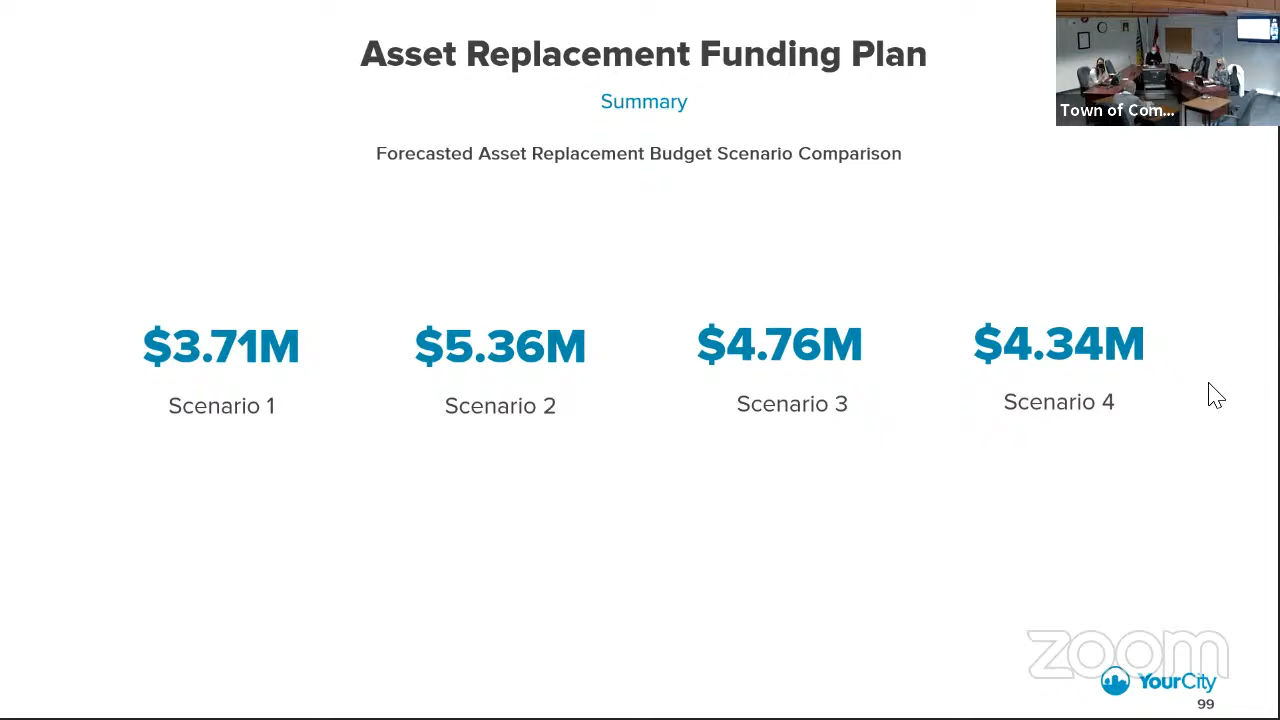 Asset Replacement Funding Plan
Summary
Town of Com...
Forecasted Asset Replacement Budget Scenario Comparison
$3.71M $5.36M $4.76M $4.34M
Scenario 1 Scenario 2 Scenario 3 Scenario 4
zoom
YourCity
99